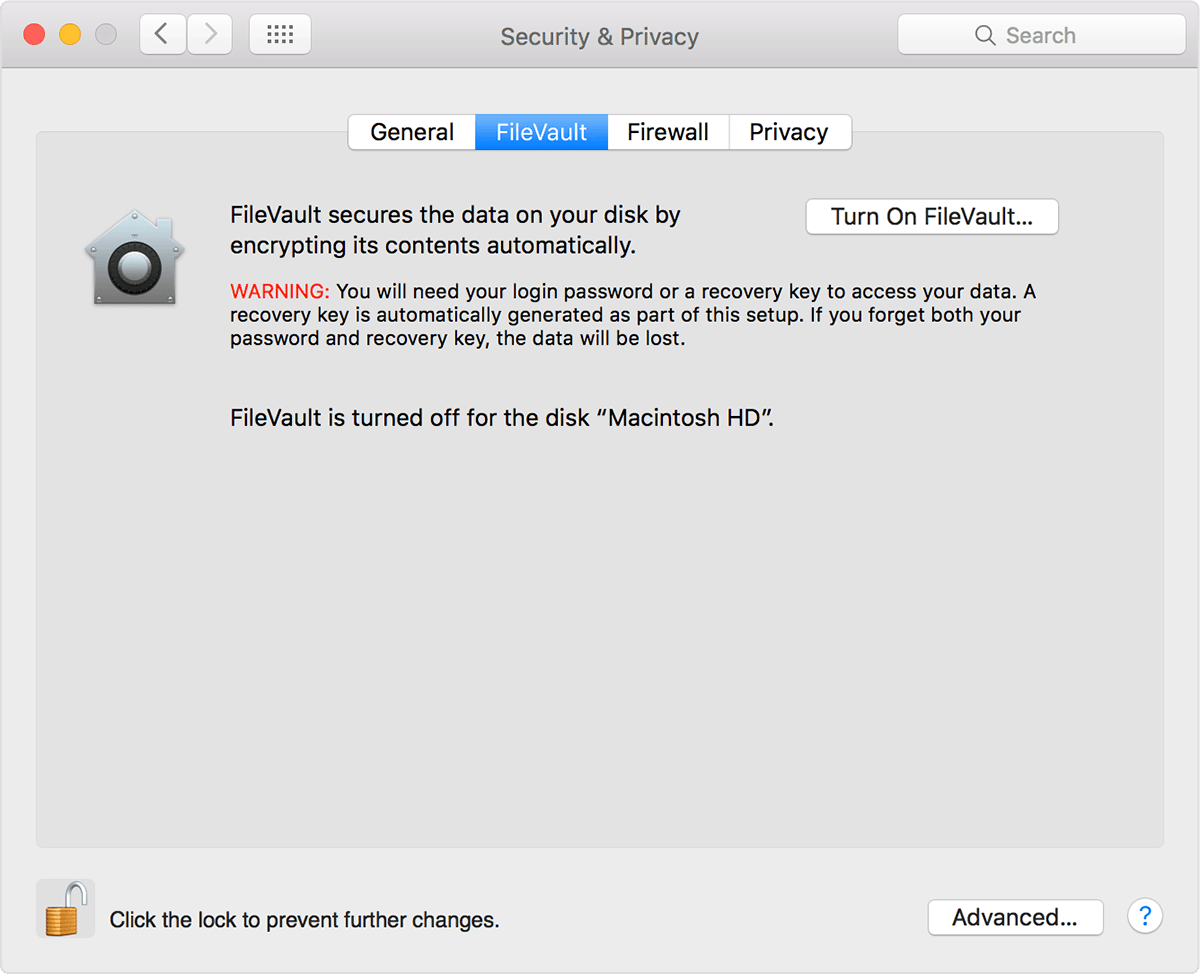 Security & Privacy
Search
General
FileVault
Firewall
Privacy
FileVault secures the data on your disk by
encrypting its contents automatically.
Turn On FileVault...
WARNING: You will need your login password or a recovery key to access your data. A
recovery key is automatically generated as part of this setup. If you forget both your
password and recovery key, the data will be lost.
FileVault is turned off for the disk “Macintosh HD”.
Click the lock to prevent further changes.
Advanced...
?